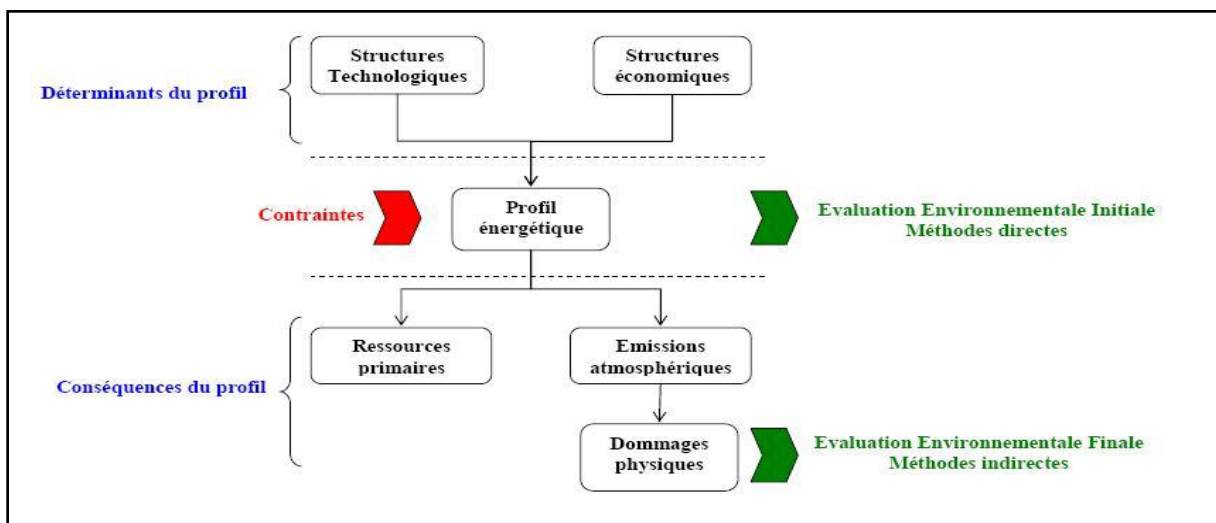 Structures
Technologiques
Structures
économiques
Déterminants du profil
Contraintes
Profil
énergétique
Evaluation Environnementale Initiale
Méthodes directes
Ressources
primaires
Emissions
atmosphériques
Conséquences du profil
Dommages
physiques
Evaluation Environnementale Finale
Méthodes indirectes